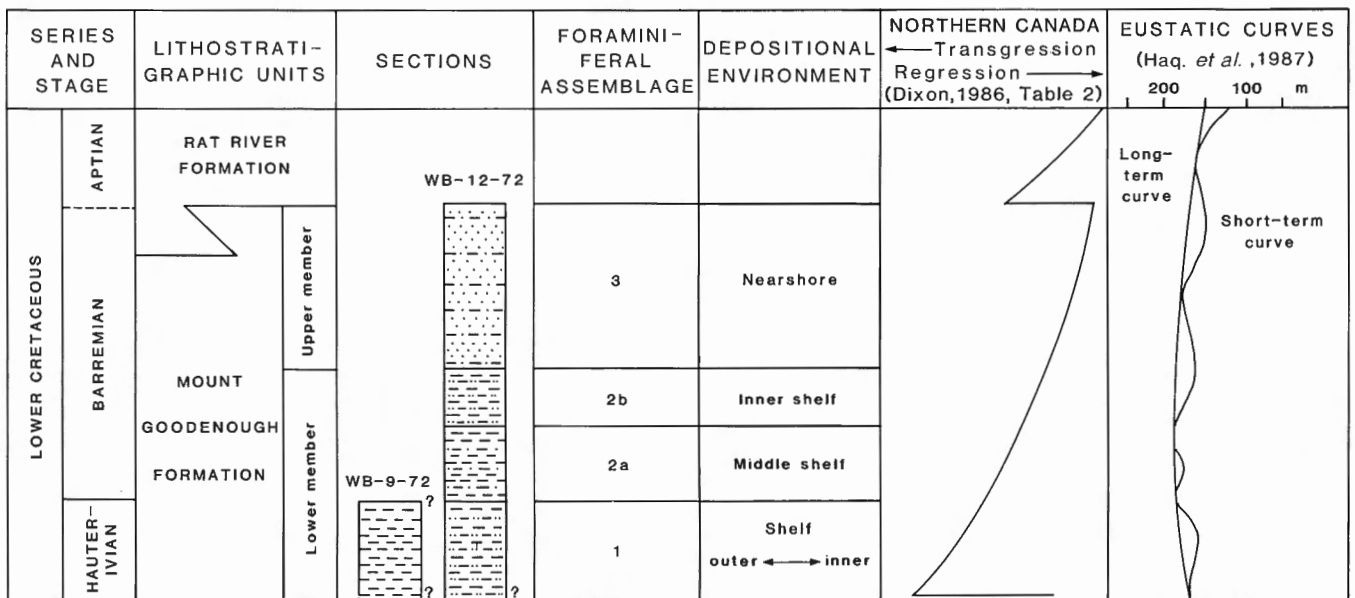 SERIES
AND
STAGE
LITHOSTRATI-
GRAPHIC UNITS
SECTIONS
FORAMINI-
FERAL
ASSEMBLAGE
DEPOSITIONAL
ENVIRONMENT
NORTHERN CANADA
Transgression
Regression
(Dixon,1986, Table 2)
EUSTATIC CURVES
(Haq. et al. ,1987)
200 100 m
LOWER CRETACEOUS
APTIAN
BARREMIAN
HAUTER-
IVIAN
RAT RIVER
FORMATION
MOUNT
GOODENOUGH
FORMATION
Upper member
Lower member
WB-12-72
WB-9-72
?
?
?
3
2b
2a
1
Nearshore
Inner shelf
Middle shelf
Shelf
outer inner
Long-
term
curve
Short-term
curve